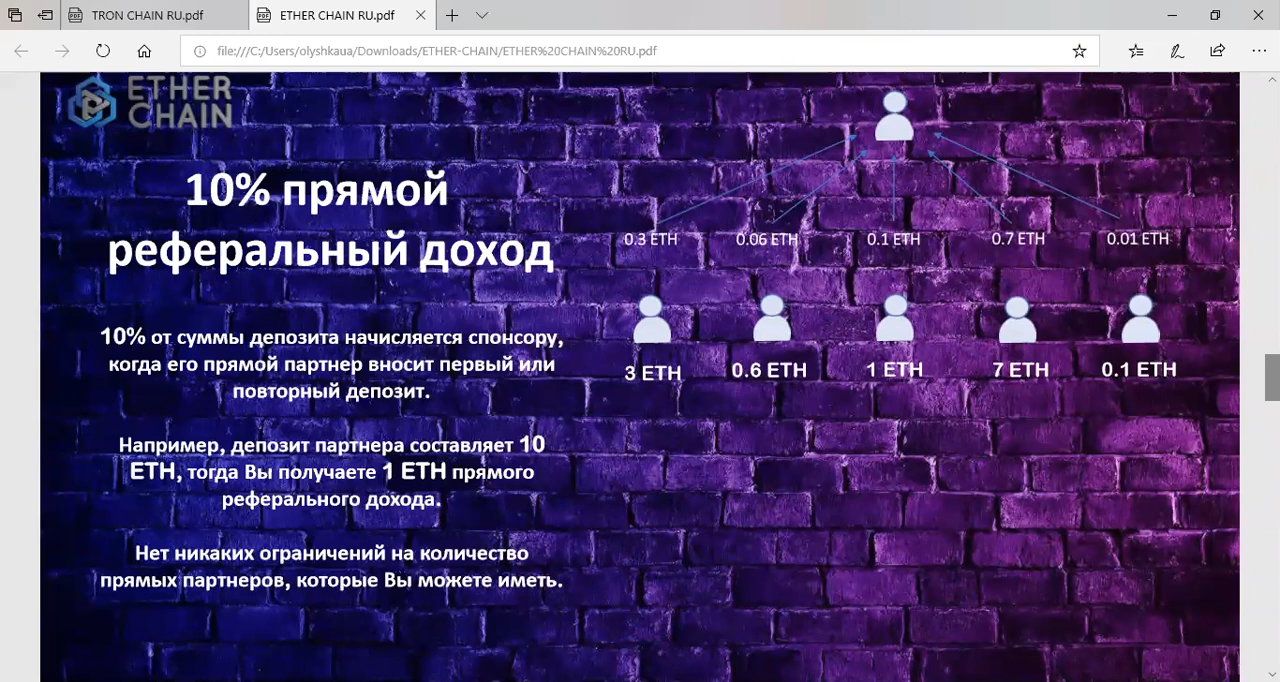 TRON CHAIN RU.pdf
ETHER CHAIN RU.pdf
file:///C:/Users/olyshkaua/Downloads/ETHER-CHAIN/ETHER%20CHAIN%20RU.pdf
ETHER
CHAIN
10% прямой
реферальный доход
10% от суммы депозита начисляется спонсору,
когда его прямой партнер вносит первый или
повторный депозит.
Например, депозит партнера составляет 10
ETH, тогда Вы получаете 1 ETH прямого
реферального дохода.
Нет никаких ограничений на количество
прямых партнеров, которые Вы можете иметь.
0.3 ETH 0.06 ETH 0.1 ETH 0.7 ETH 0.01 ETH
3 ETH 0.6 ETH 1 ETH 7 ETH 0.1 ETH